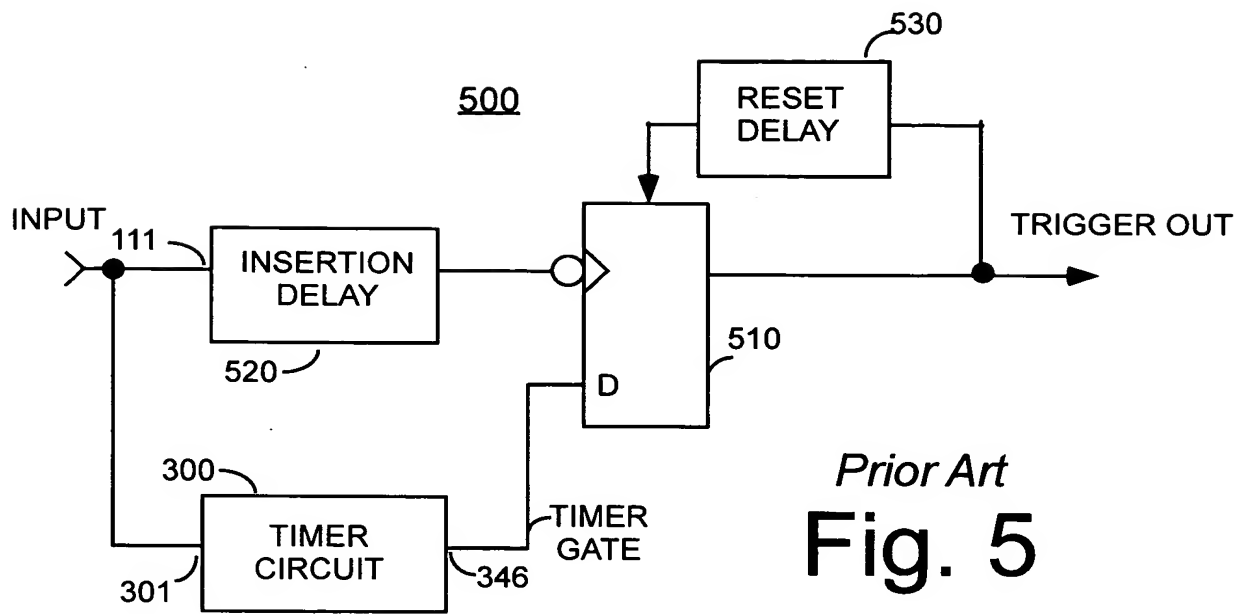 530
RESET
DELAY
500
INPUT
111
INSERTION
DELAY
TRIGGER OUT
520
510
D
300
TIMER
CIRCUIT
TIMER
GATE
301
346
Prior Art
Fig. 5